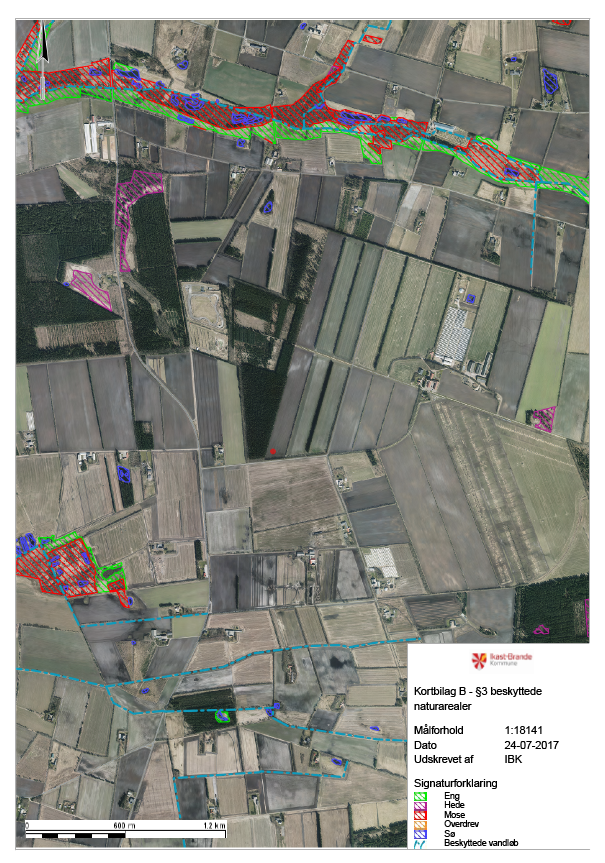 Ikast-Brande
Kommune
Kortbilag B - §3 beskyttede
naturarealer
Målforhold 1:18141
Dato 24-07-2017
Udskrevet af IBK
Signaturforklaring
Eng
Hede
Mose
Overdrev
Sø
Beskyttede vandløb
0 600 m 1.2 km